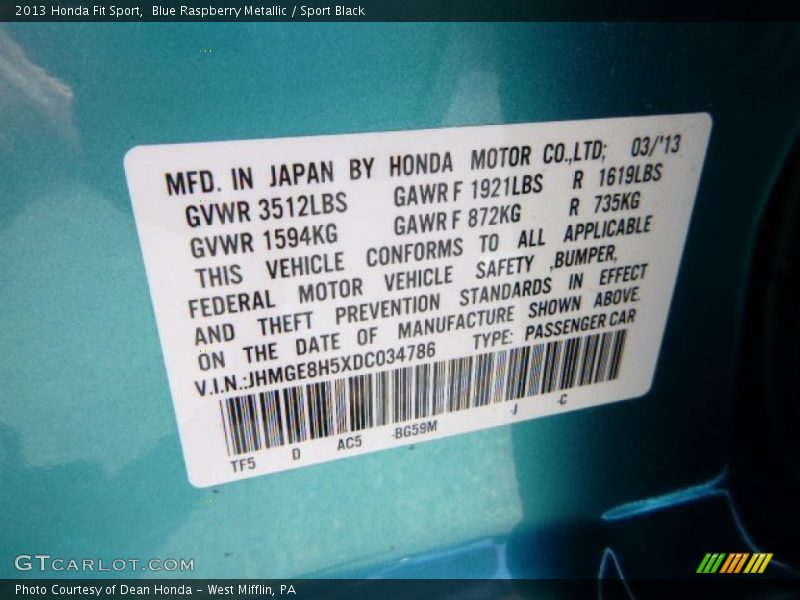 2013 Honda Fit Sport,  Blue Raspberry Metallic / Sport Black
MFD. IN JAPAN BY HONDA MOTOR CO.,LTD; 03/'13
GVWR 3512LBS GAWR F 1921LBS R 1619LBS
GVWR 1594KG GAWR F 872KG R 735KG
THIS VEHICLE CONFORMS TO ALL APPLICABLE
FEDERAL MOTOR VEHICLE SAFETY ,BUMPER,
AND THEFT PREVENTION STANDARDS IN EFFECT
ON THE DATE OF MANUFACTURE SHOWN ABOVE.
V.I.N.:JHMGE8H5XDC034786 TYPE: PASSENGER CAR
TF5 D AC5 -BG59M -J -C
GTCARLOT.COM
Photo Courtesy of Dean Honda - West Mifflin, PA